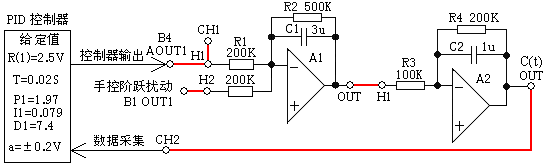 PID 控制器
给定值
R(1)=2.5V
T=0.02S
P1=1.97
I1=0.079
D1=7.4
a=±0.2V
控制器输出
B4
AOUT1
CH1
H1
R1
200K
手控阶跃扰动
B1 OUT1
H2
200K
R2 500K
C1 3u
A1
OUT
H1
R3
100K
R4 200K
C2 1u
A2
C(t)
OUT
数据采集
CH2